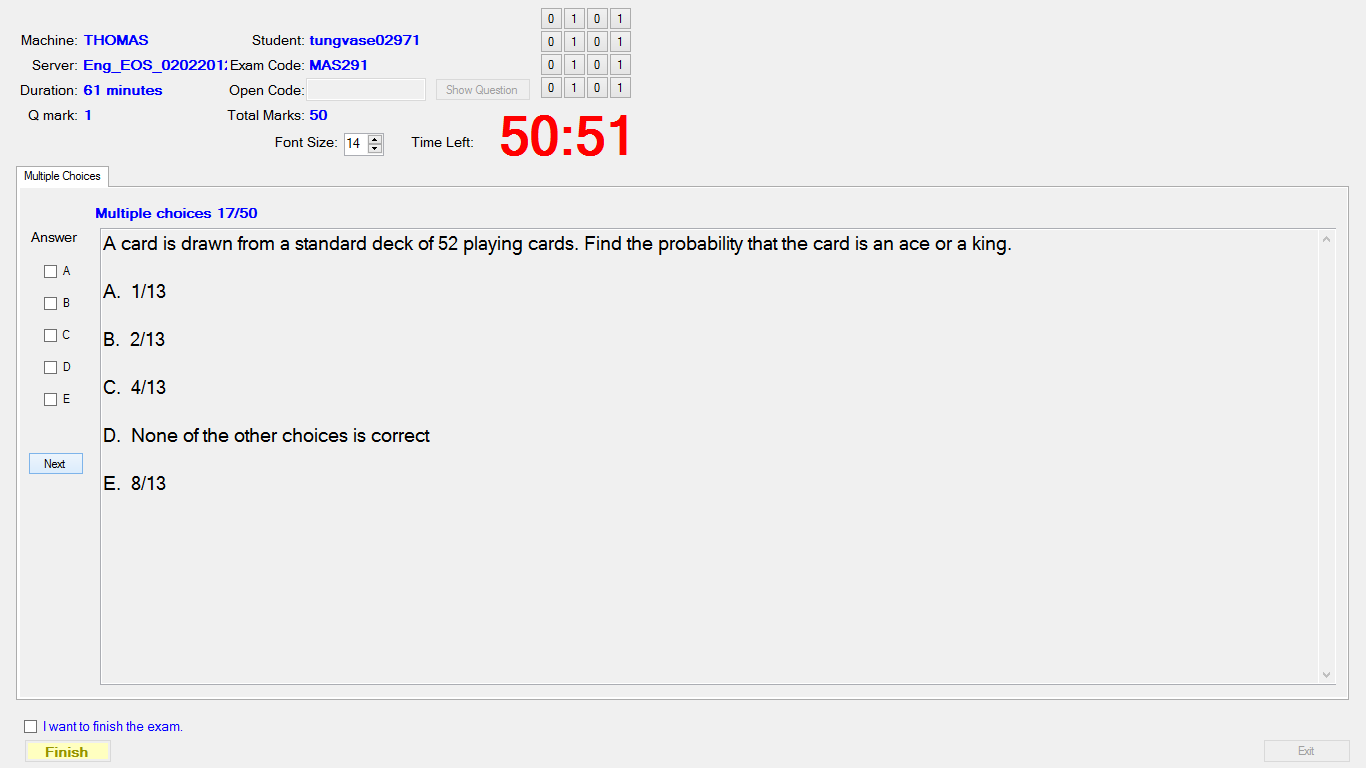 0 1 0 1
Machine: THOMAS Student: tungvase02971
0 1 0 1
Server: Eng_EOS_02022012 Exam Code: MAS291
0 1 0 1
Duration: 61 minutes Open Code: Show Question
0 1 0 1
Q mark: 1 Total Marks: 50
Font Size: 14 Time Left: 50:51
Multiple Choices
Multiple choices 17/50
Answer
A card is drawn from a standard deck of 52 playing cards. Find the probability that the card is an ace or a king.
A
B
C
D
E
A. 1/13
B. 2/13
C. 4/13
D. None of the other choices is correct
E. 8/13
Next
I want to finish the exam.
Finish
Exit